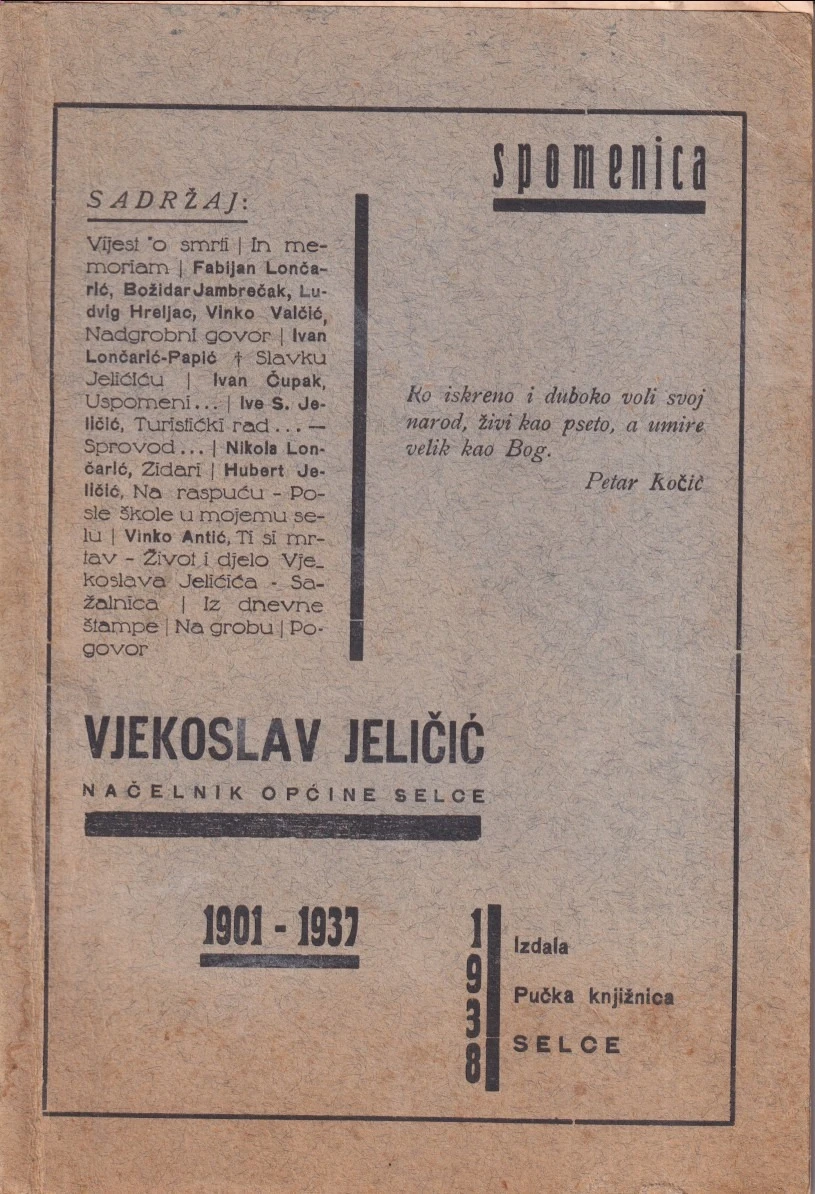 spomenica
SADRŽAJ:
Vijest o smrti | In me-
moriam | Fabijan Lonča-
rić, Božidar Jambrečak, Lu-
dvig Hreljac, Vinko Valčić,
Nadgrobni govor | Ivan
Lončarić-Papić † Slavku
Jeličiću | Ivan Čupak,
Uspomeni... | Ive S. Je-
ličić, Turistički rad... —
Sprovod... | Nikola Lon-
čarić, Zidari | Hubert Je-
ličić, Na raspuću - Po-
sle škole u mojemu se-
lu | Vinko Antić, Ti si mr-
tav - Život i djelo Vje-
koslava Jeličića - Sa-
žalnica | Iz dnevne
štampe | Na grobu | Po-
govor
Ko iskreno i duboko voli svoj
narod, živi kao pseto, a umire
velik kao Bog.
Petar Kočić
VJEKOSLAV JELIČIĆ
NAČELNIK OPĆINE SELCE
1901 - 1937
1938
Izdala
Pučka knjižnica
SELCE